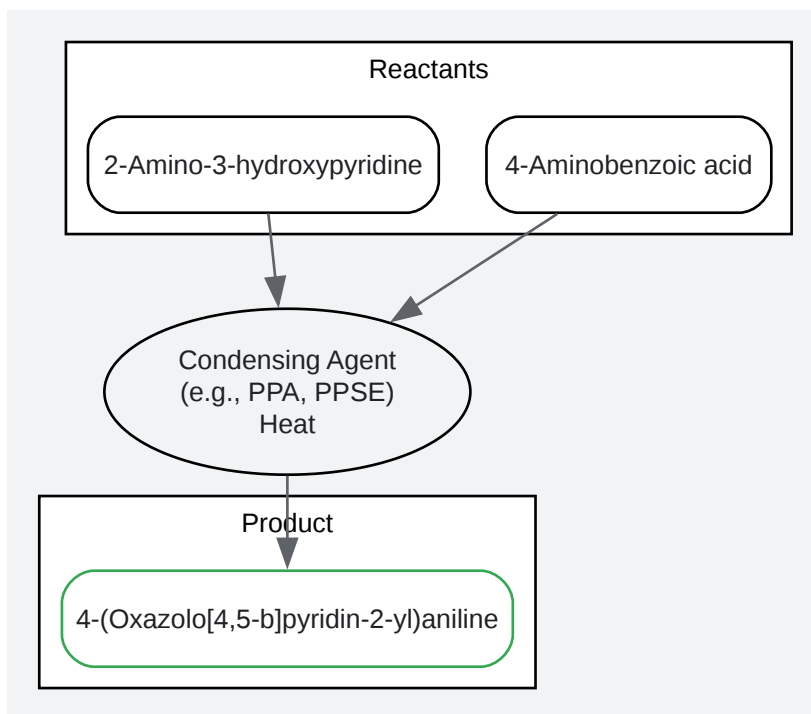 Reactants
2-Amino-3-hydroxypyridine
4-Aminobenzoic acid
Condensing Agent
(e.g., PPA, PPSE)
Heat
Product
4-(Oxazolo[4,5-b]pyridin-2-yl)aniline